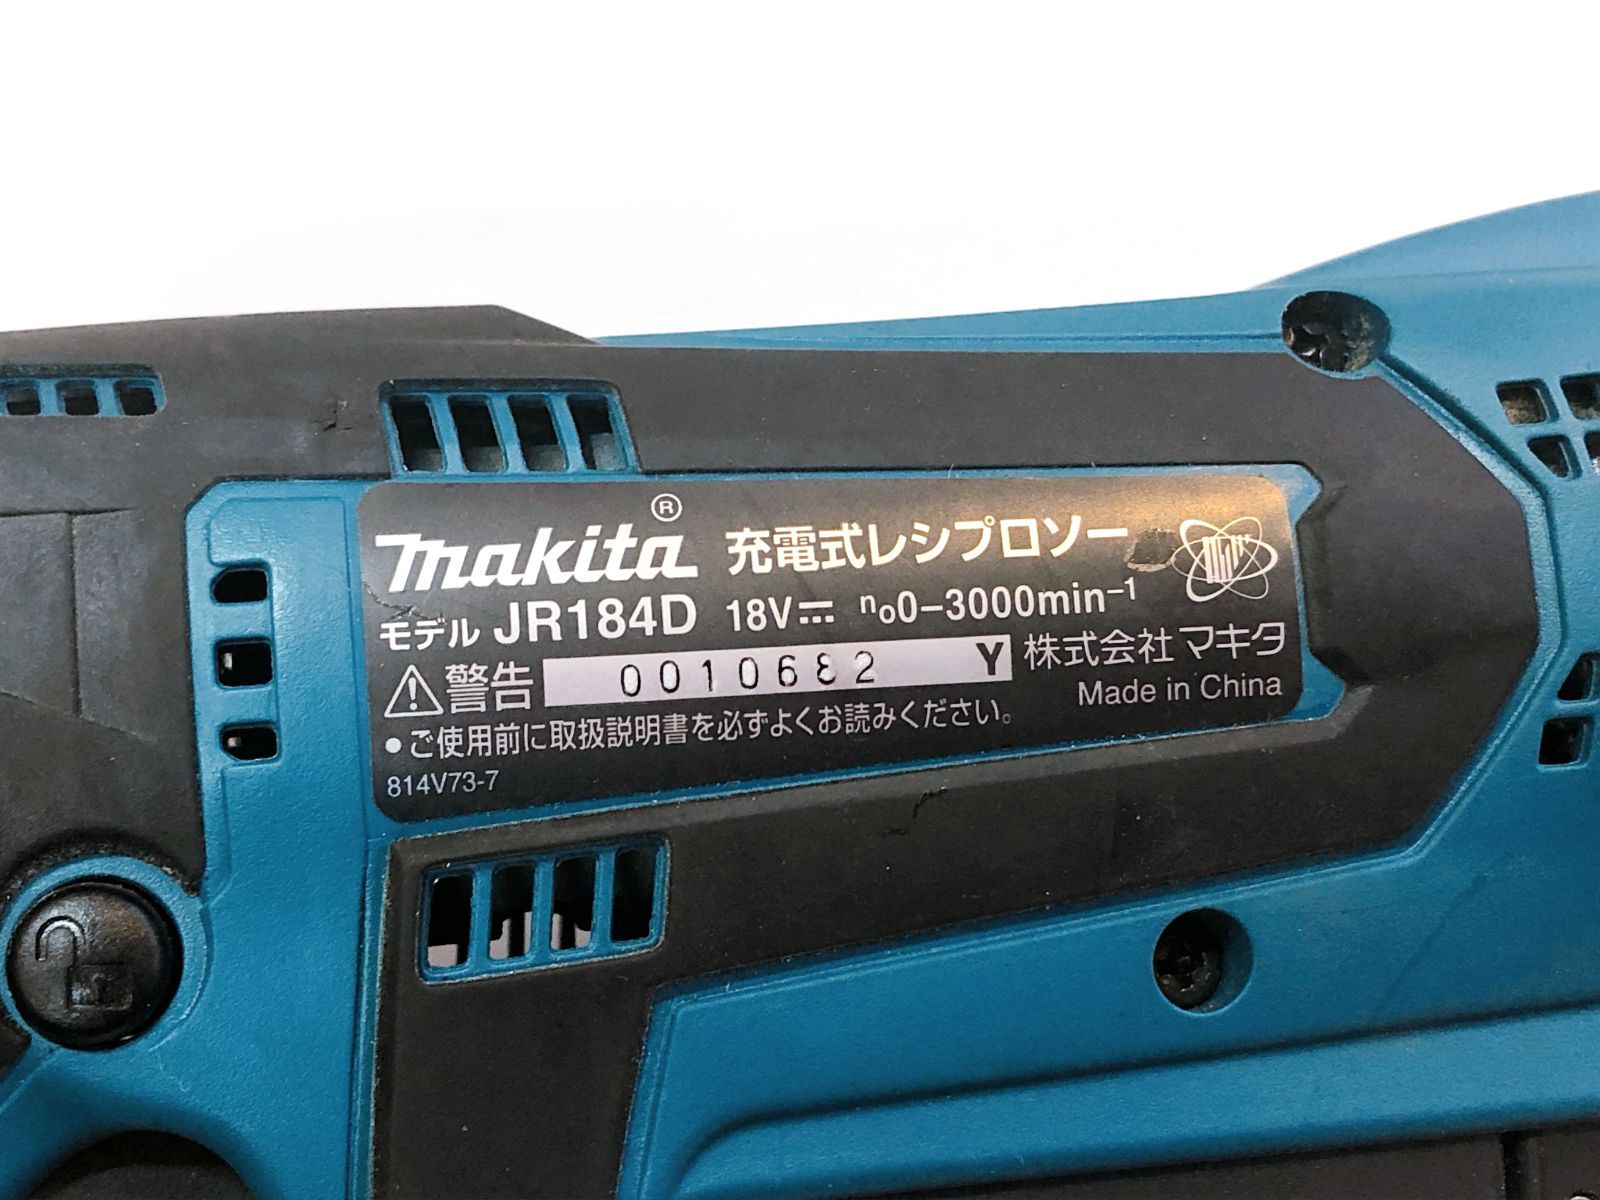 makita® 充電式レシプロソー
モデル JR184D 18V⎓ n₀0-3000min⁻¹
⚠警告 0010682 Y 株式会社マキタ
●ご使用前に取扱説明書を必ずよくお読みください。 Made in China
814V73-7